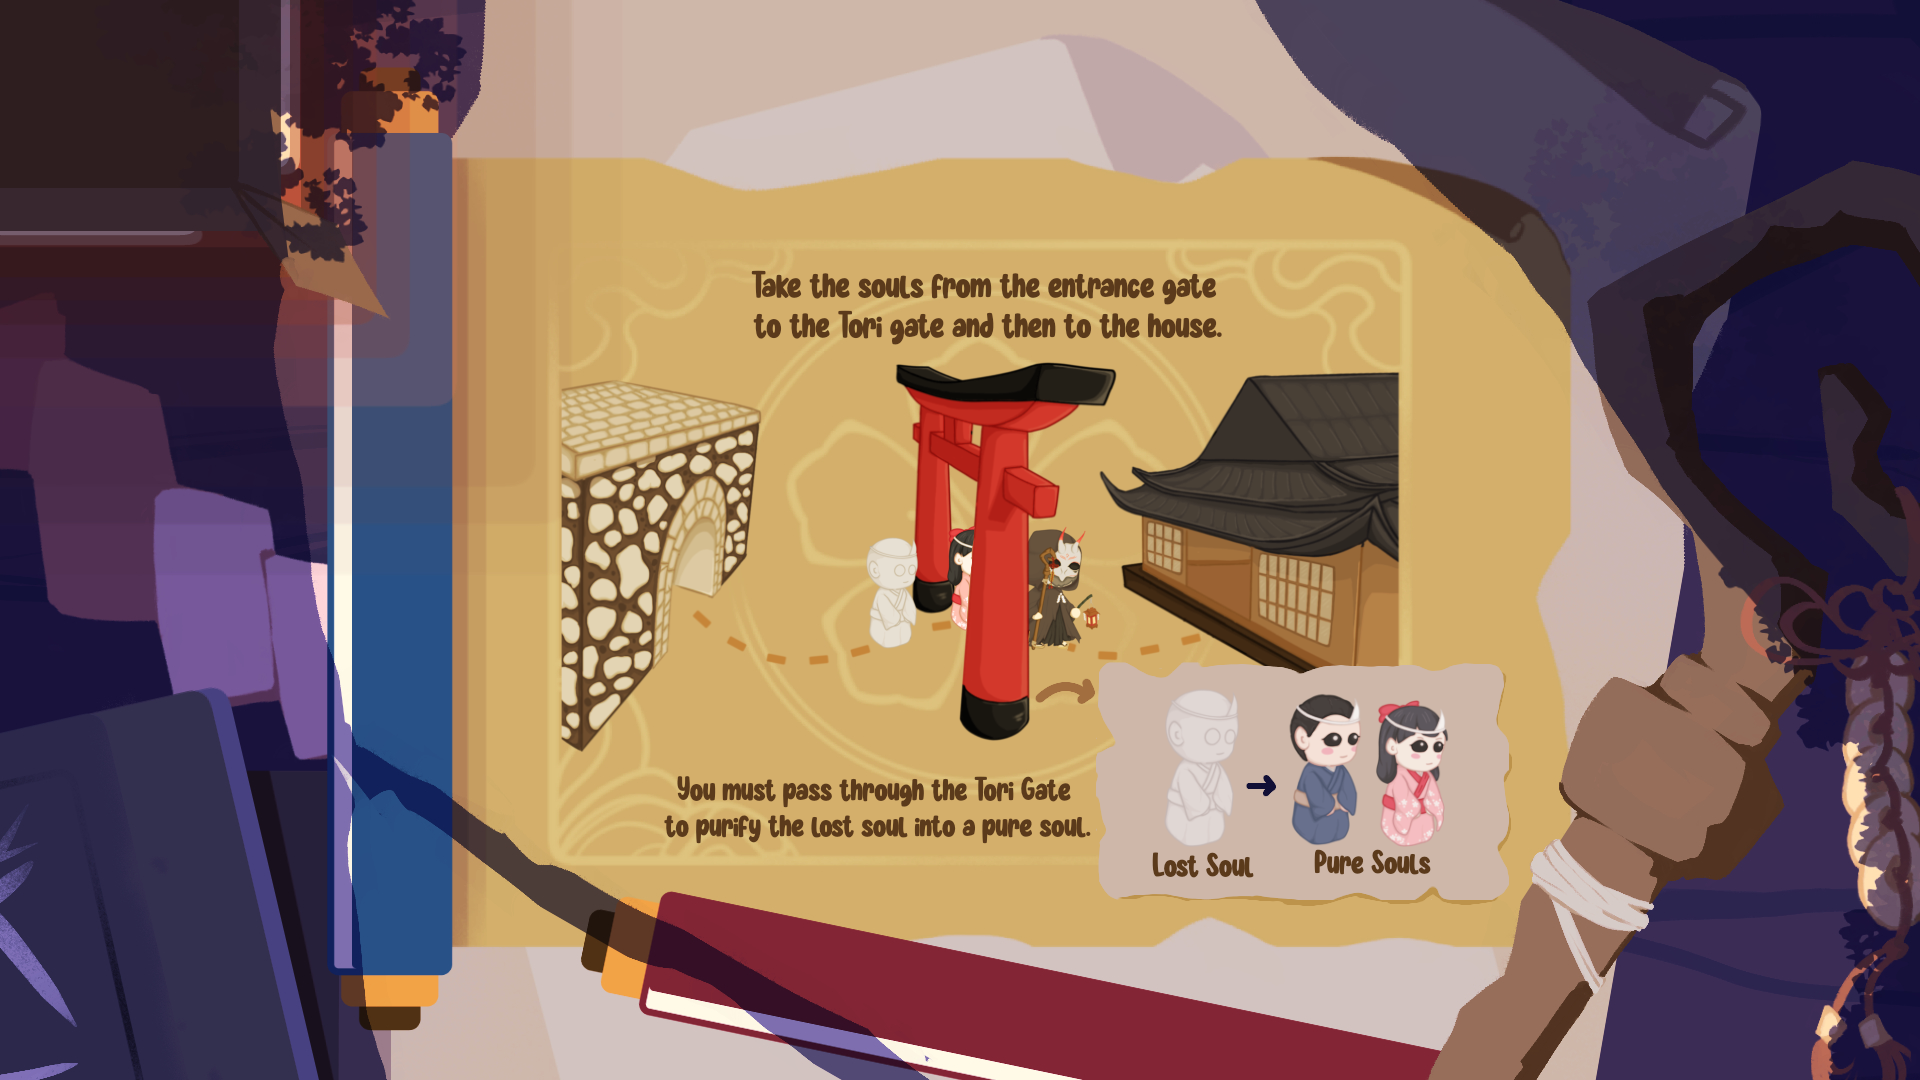 Take the souls from the entrance gate
to the Tori gate and then to the house.
You must pass through the Tori Gate
to purify the lost soul into a pure soul.
Lost Soul
Pure Souls